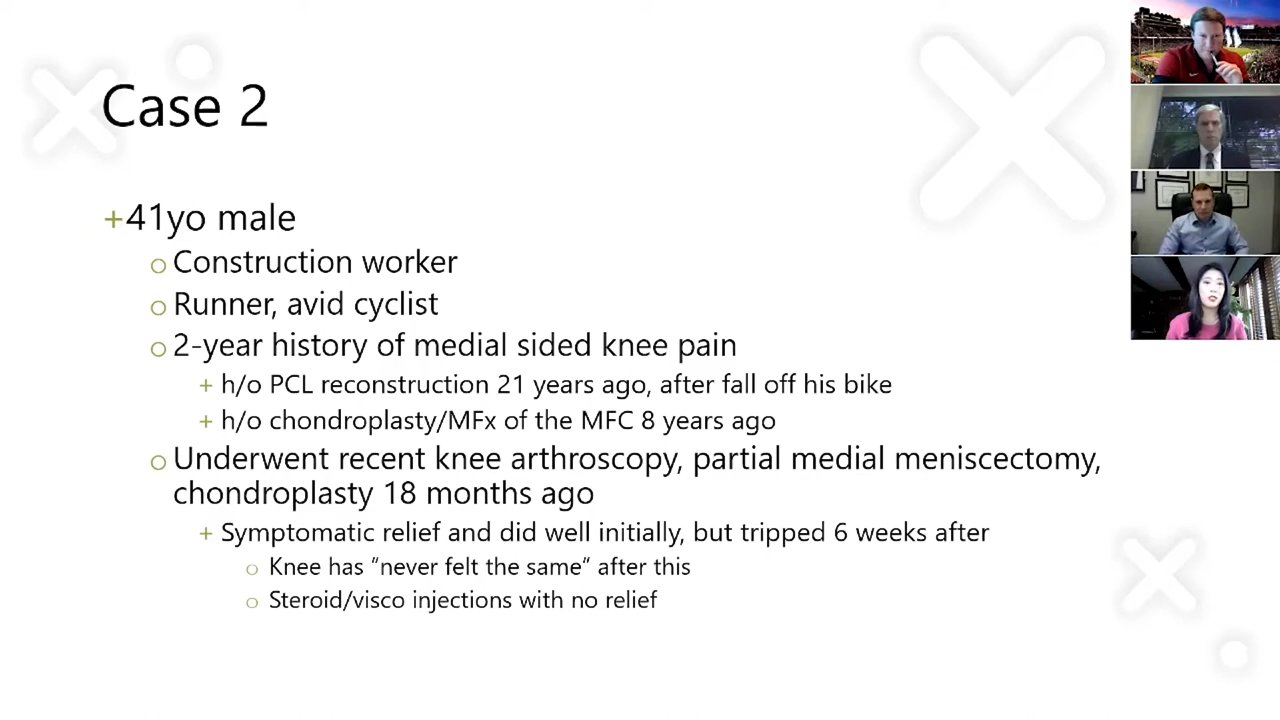 Case 2
+41yo male
o Construction worker
o Runner, avid cyclist
o 2-year history of medial sided knee pain
+ h/o PCL reconstruction 21 years ago, after fall off his bike
+ h/o chondroplasty/MFx of the MFC 8 years ago
o Underwent recent knee arthroscopy, partial medial meniscectomy,
chondroplasty 18 months ago
+ Symptomatic relief and did well initially, but tripped 6 weeks after
o Knee has "never felt the same" after this
o Steroid/visco injections with no relief